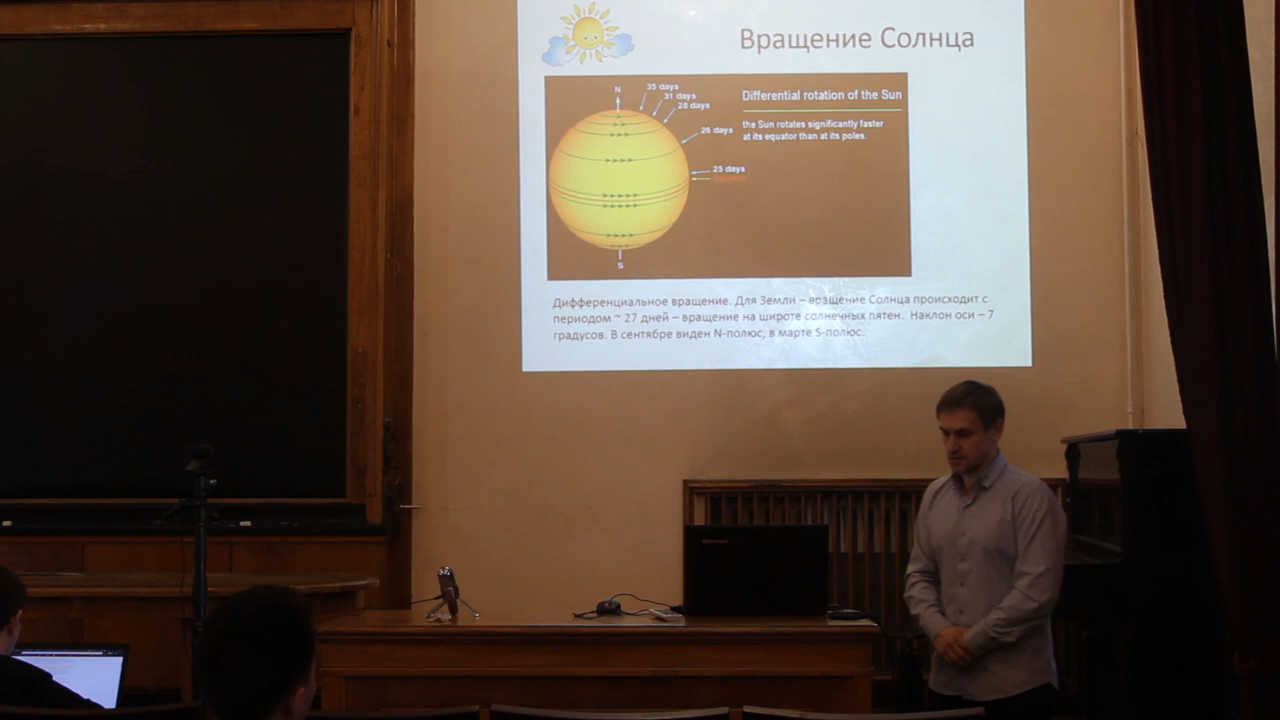 Вращение Солнца
N
35 days
31 days
28 days
26 days
25 days
S
Differential rotation of the Sun
the Sun rotates significantly faster
at its equator than at its poles.
Дифференциальное вращение. Для Земли – вращение Солнца происходит с
периодом ~ 27 дней – вращение на широте солнечных пятен. Наклон оси – 7
градусов. В сентябре виден N-полюс, в марте S-полюс.